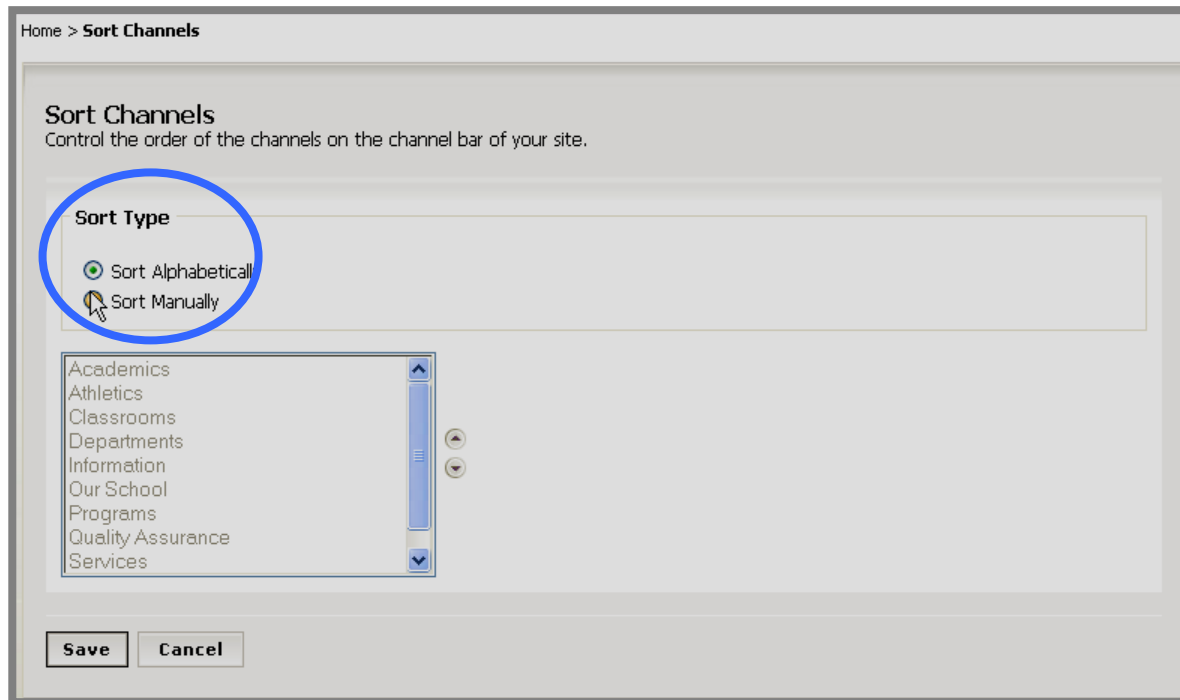 Home > Sort Channels
Sort Channels
Control the order of the channels on the channel bar of your site.
Sort Type
Sort Alphabetically
Sort Manually
Academics
Athletics
Classrooms
Departments
Information
Our School
Programs
Quality Assurance
Services
Save Cancel